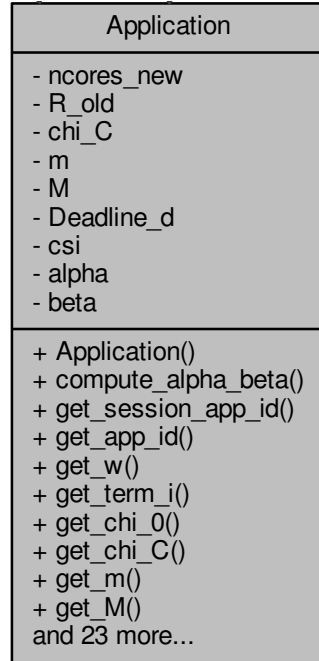 Application
- ncores_new
- R_old
- chi_C
- m
- M
- Deadline_d
- csi
- alpha
- beta
+ Application()
+ compute_alpha_beta()
+ get_session_app_id()
+ get_app_id()
+ get_w()
+ get_term_i()
+ get_chi_0()
+ get_chi_C()
+ get_m()
+ get_M()
and 23 more...